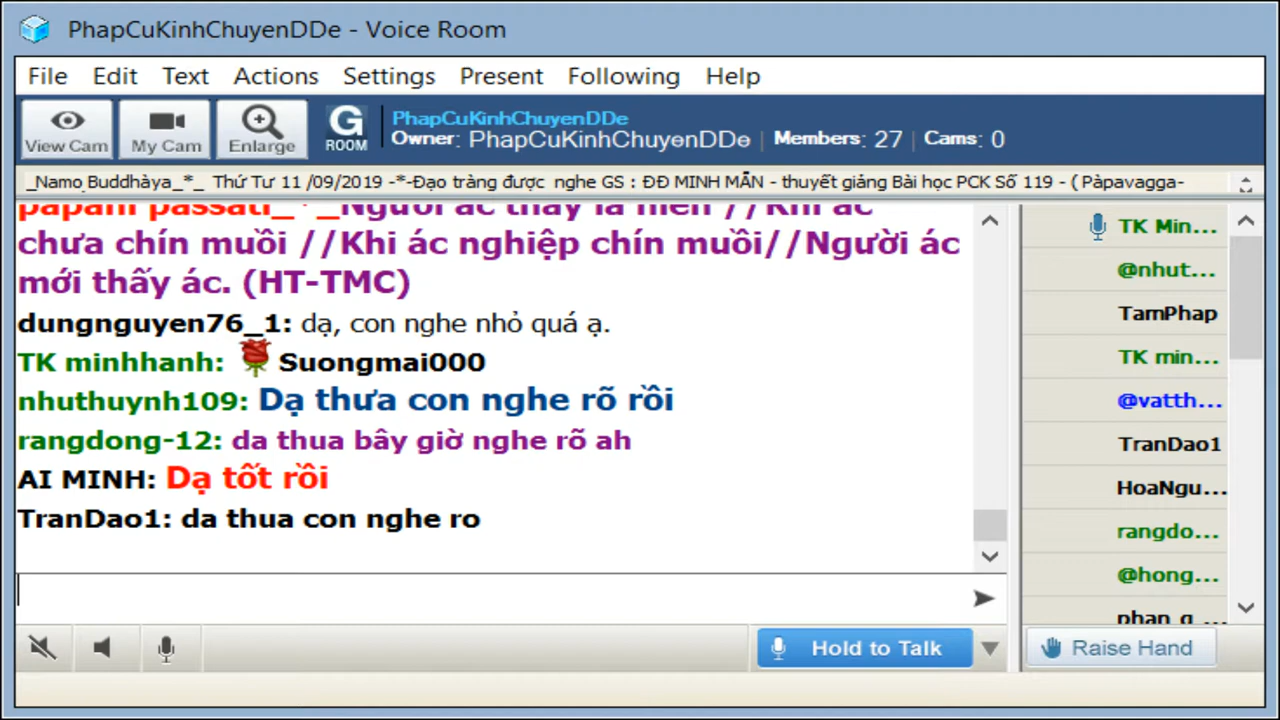 PhapCuKinhChuyenDDe - Voice Room
File Edit Text Actions Settings Present Following Help
View Cam My Cam Enlarge G ROOM
PhapCuKinhChuyenDDe
Owner: PhapCuKinhChuyenDDe | Members: 27 | Cams: 0
_Namo_Buddhàya_*_ Thứ Tư 11 /09/2019 -*-Đạo tràng được nghe GS : ĐĐ MINH MẪN - thuyết giảng Bài học PCK Số 119 - ( Pàpavagga-
chưa chín muồi //Khi ác nghiệp chín muồi//Người ác
mới thấy ác. (HT-TMC)
dungnguyen76_1: dạ, con nghe nhỏ quá ạ.
TK minhhanh: Suongmai000
nhuthuynh109: Dạ thưa con nghe rõ rồi
rangdong-12: da thua bây giờ nghe rõ ah
AI MINH: Dạ tốt rồi
TranDao1: da thua con nghe ro
TK Min...
@nhut...
TamPhap
TK min...
@vatth...
TranDao1
HoaNgu...
rangdo...
@hong...
Hold to Talk
Raise Hand